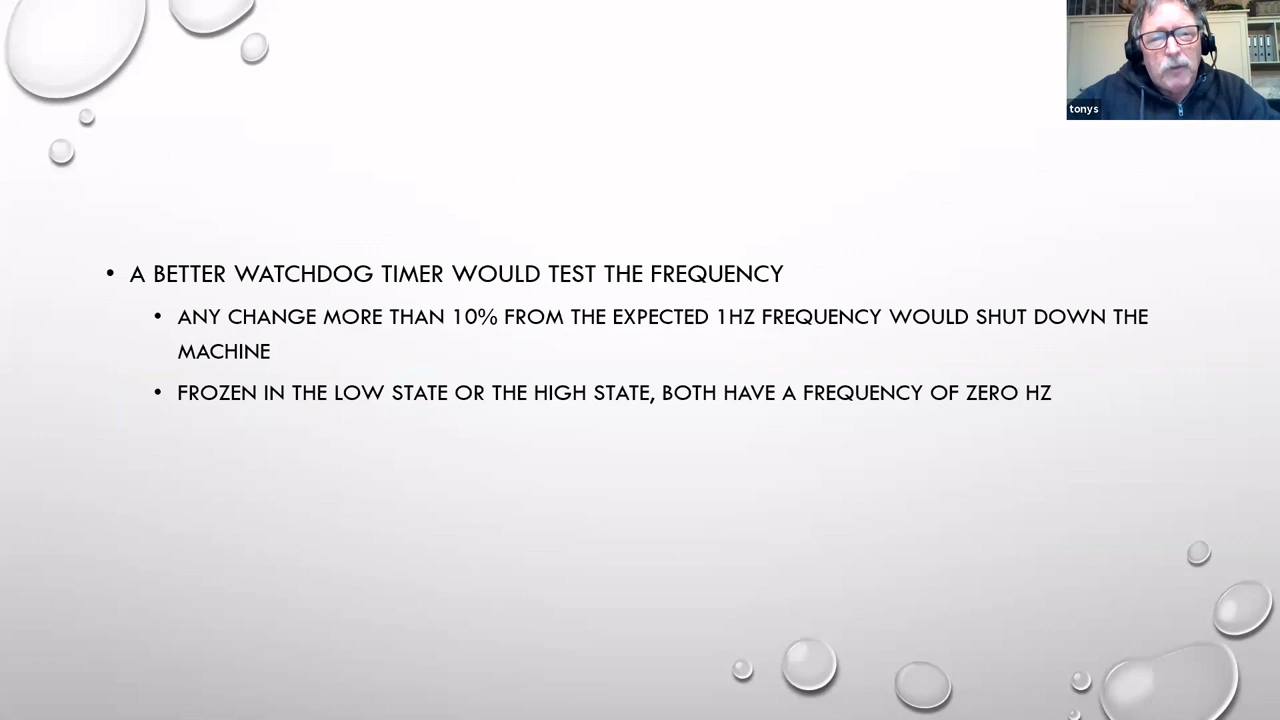 tonys
• A BETTER WATCHDOG TIMER WOULD TEST THE FREQUENCY
• ANY CHANGE MORE THAN 10% FROM THE EXPECTED 1HZ FREQUENCY WOULD SHUT DOWN THE
MACHINE
• FROZEN IN THE LOW STATE OR THE HIGH STATE, BOTH HAVE A FREQUENCY OF ZERO HZ